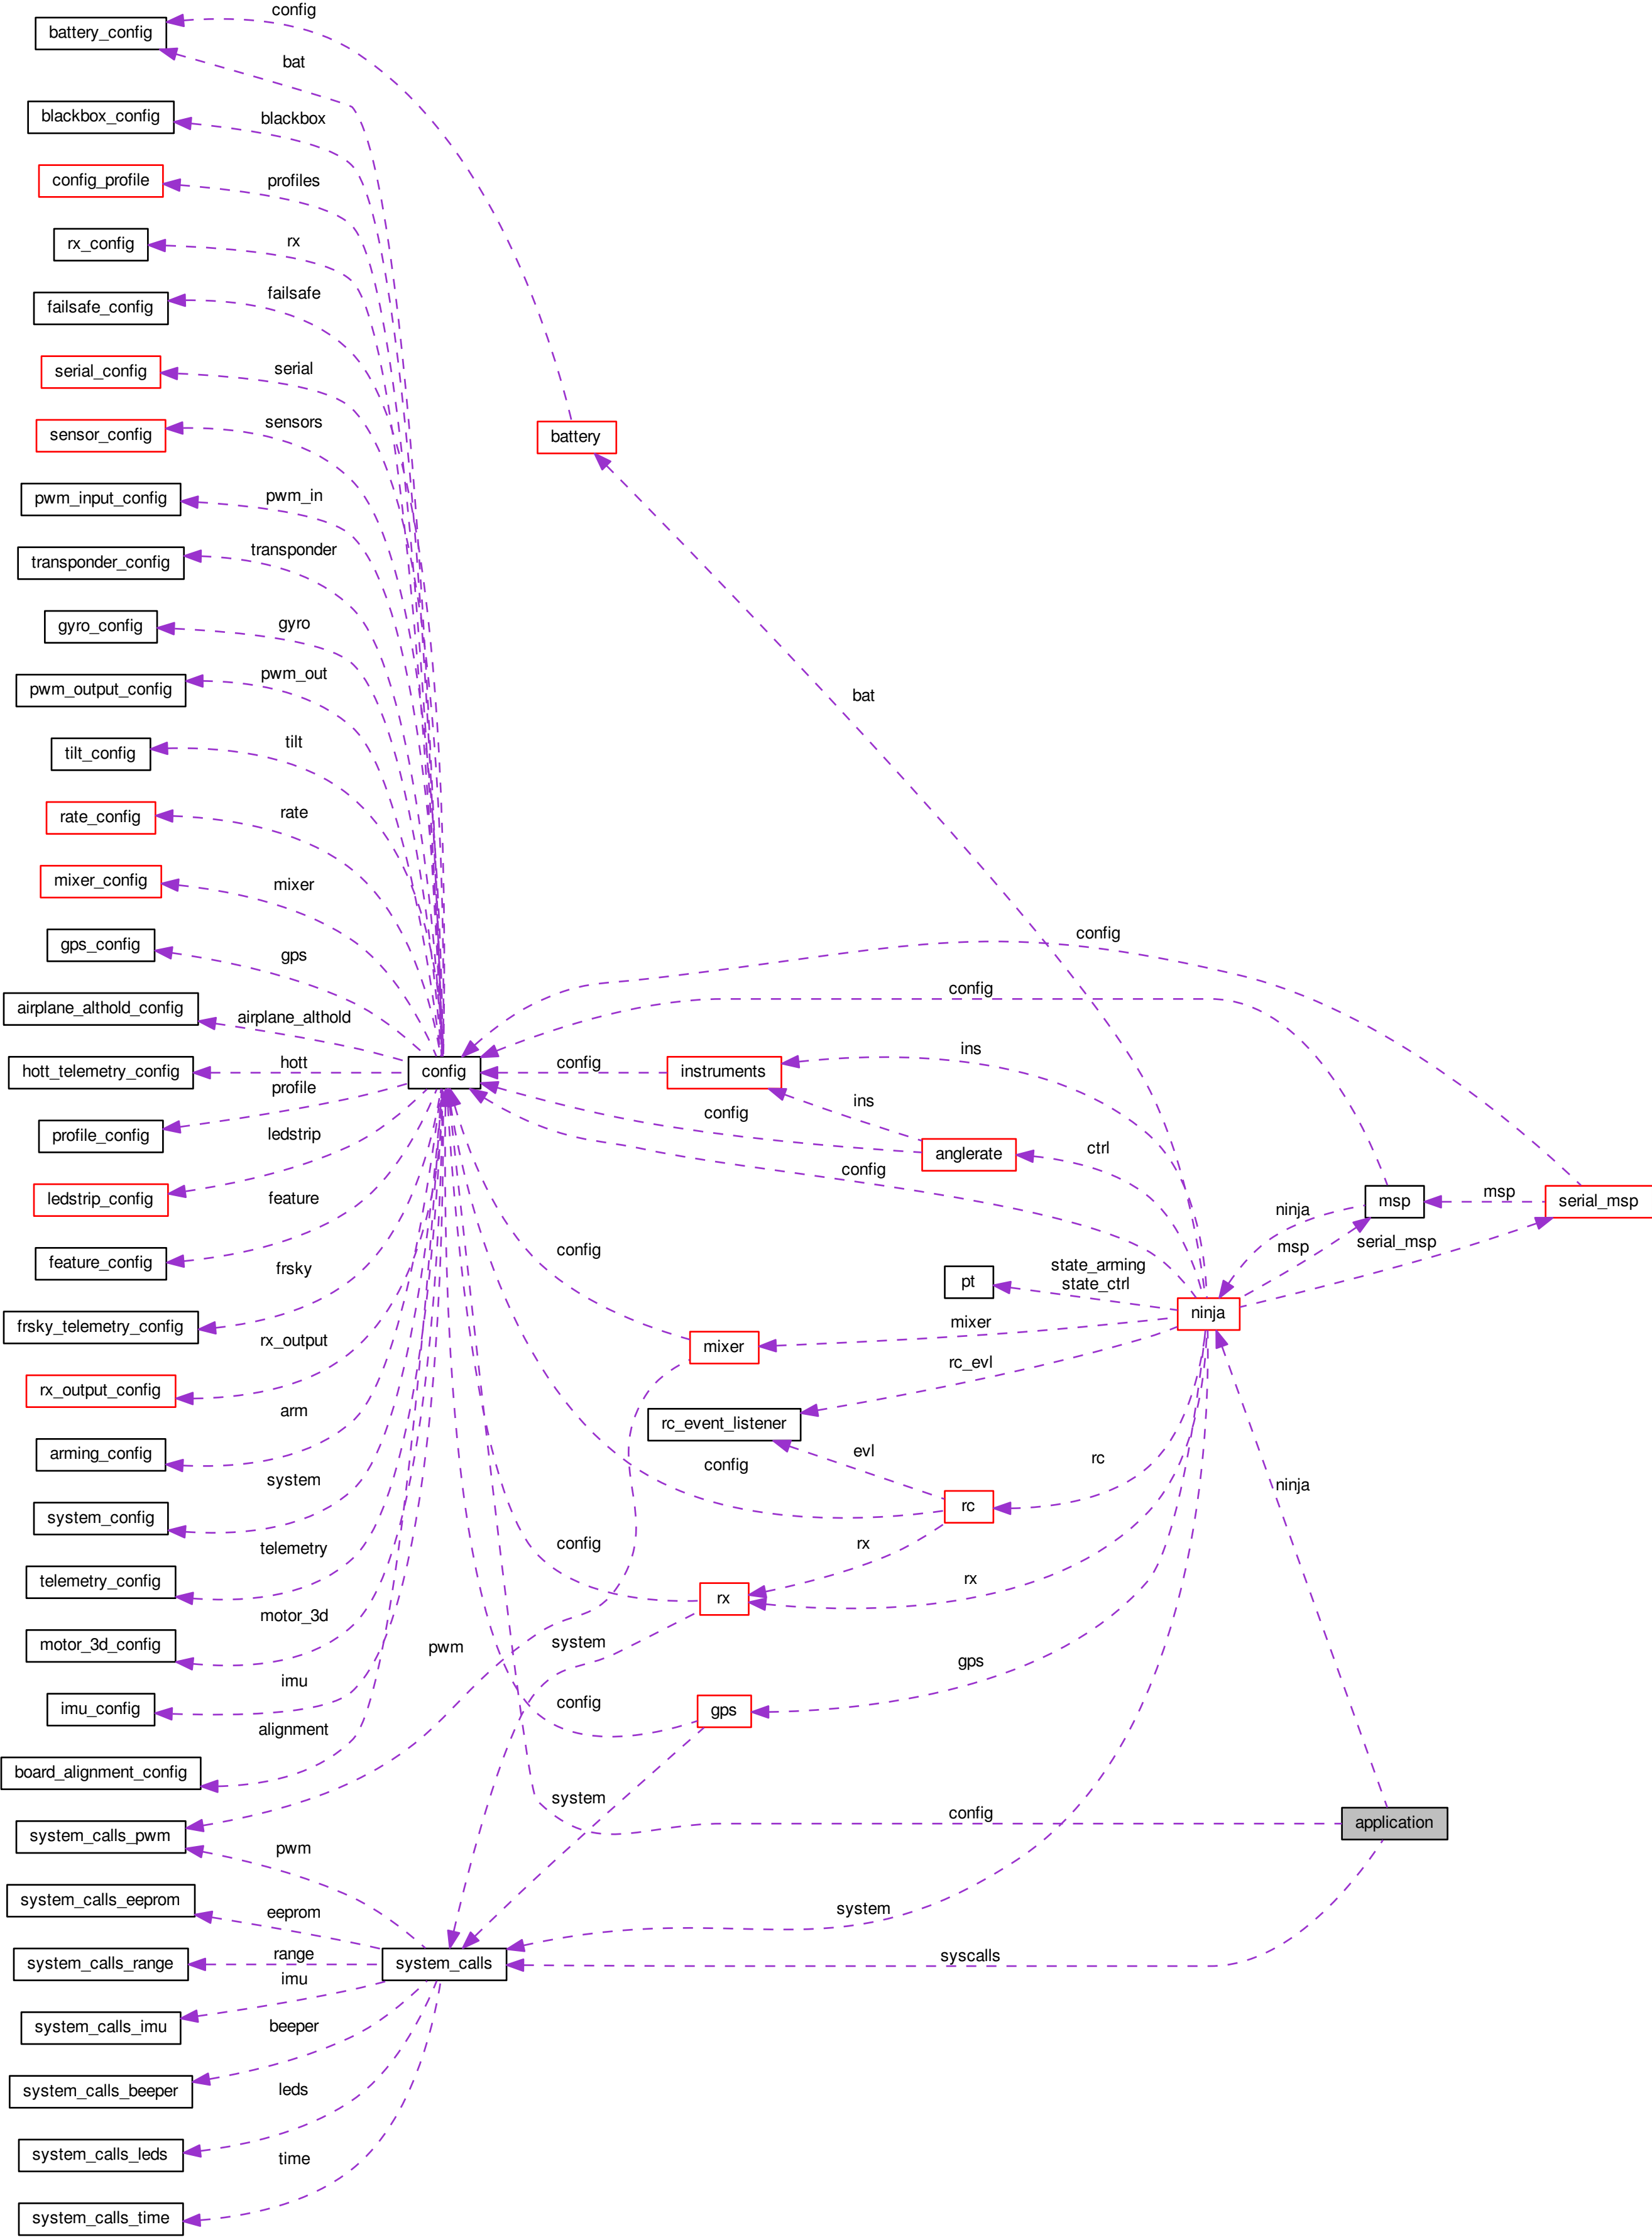 config
battery_config
bat
blackbox_config
blackbox
config_profile
profiles
rx_config
rx
failsafe_config
failsafe
serial_config
serial
sensor_config
sensors
battery
pwm_input_config
pwm_in
transponder_config
transponder
gyro_config
gyro
pwm_output_config
pwm_out
bat
tilt_config
tilt
rate_config
rate
mixer_config
mixer
gps_config
gps
config
airplane_althold_config
airplane_althold
config
hott_telemetry_config
hott
config
config
instruments
ins
profile_config
profile
config
ins
anglerate
ctrl
config
ledstrip_config
ledstrip
msp
msp
serial_msp
feature_config
feature
config
ninja
msp
serial_msp
frsky_telemetry_config
frsky
pt
state_arming
state_ctrl
ninja
rx_output_config
rx_output
mixer
mixer
rc_evl
arming_config
arm
rc_event_listener
evl
config
rc
system_config
system
rc
ninja
telemetry_config
telemetry
config
rx
rx
rx
motor_3d_config
motor_3d
pwm
system
gps
imu_config
imu
config
gps
board_alignment_config
alignment
system_calls_pwm
pwm
system
config
application
system_calls_eeprom
eeprom
system
system_calls_range
range
system_calls
syscalls
system_calls_imu
imu
system_calls_beeper
beeper
system_calls_leds
leds
system_calls_time
time